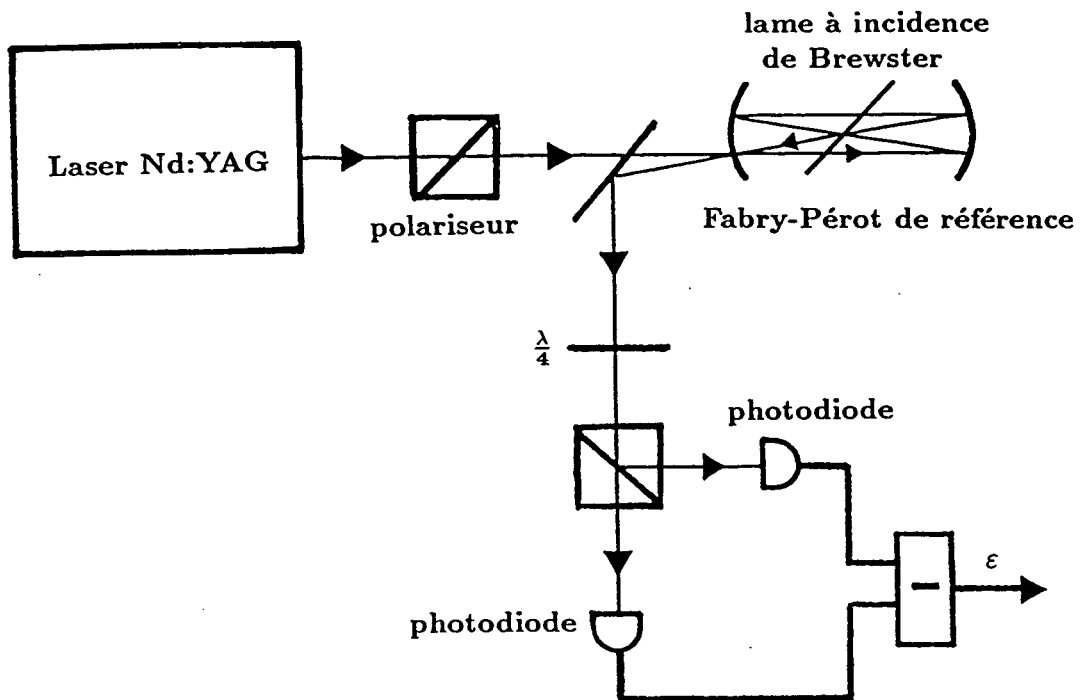 lame à incidence
de Brewster
Laser Nd:YAG
polariseur
Fabry-Pérot de référence
λ/4
photodiode
ε
photodiode